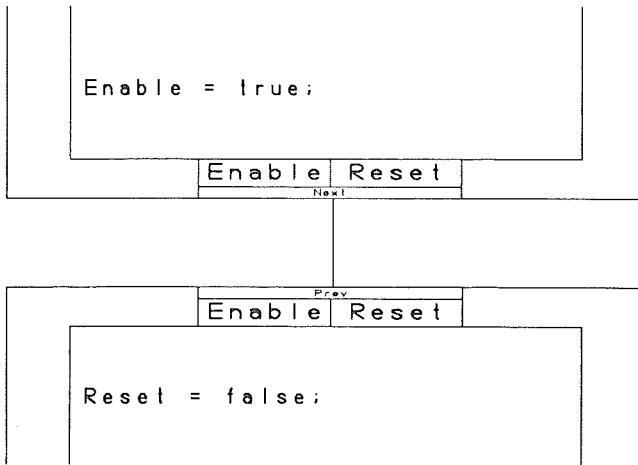 Enable = true;
Enable Reset
Next
Prev
Enable Reset
Reset = false;